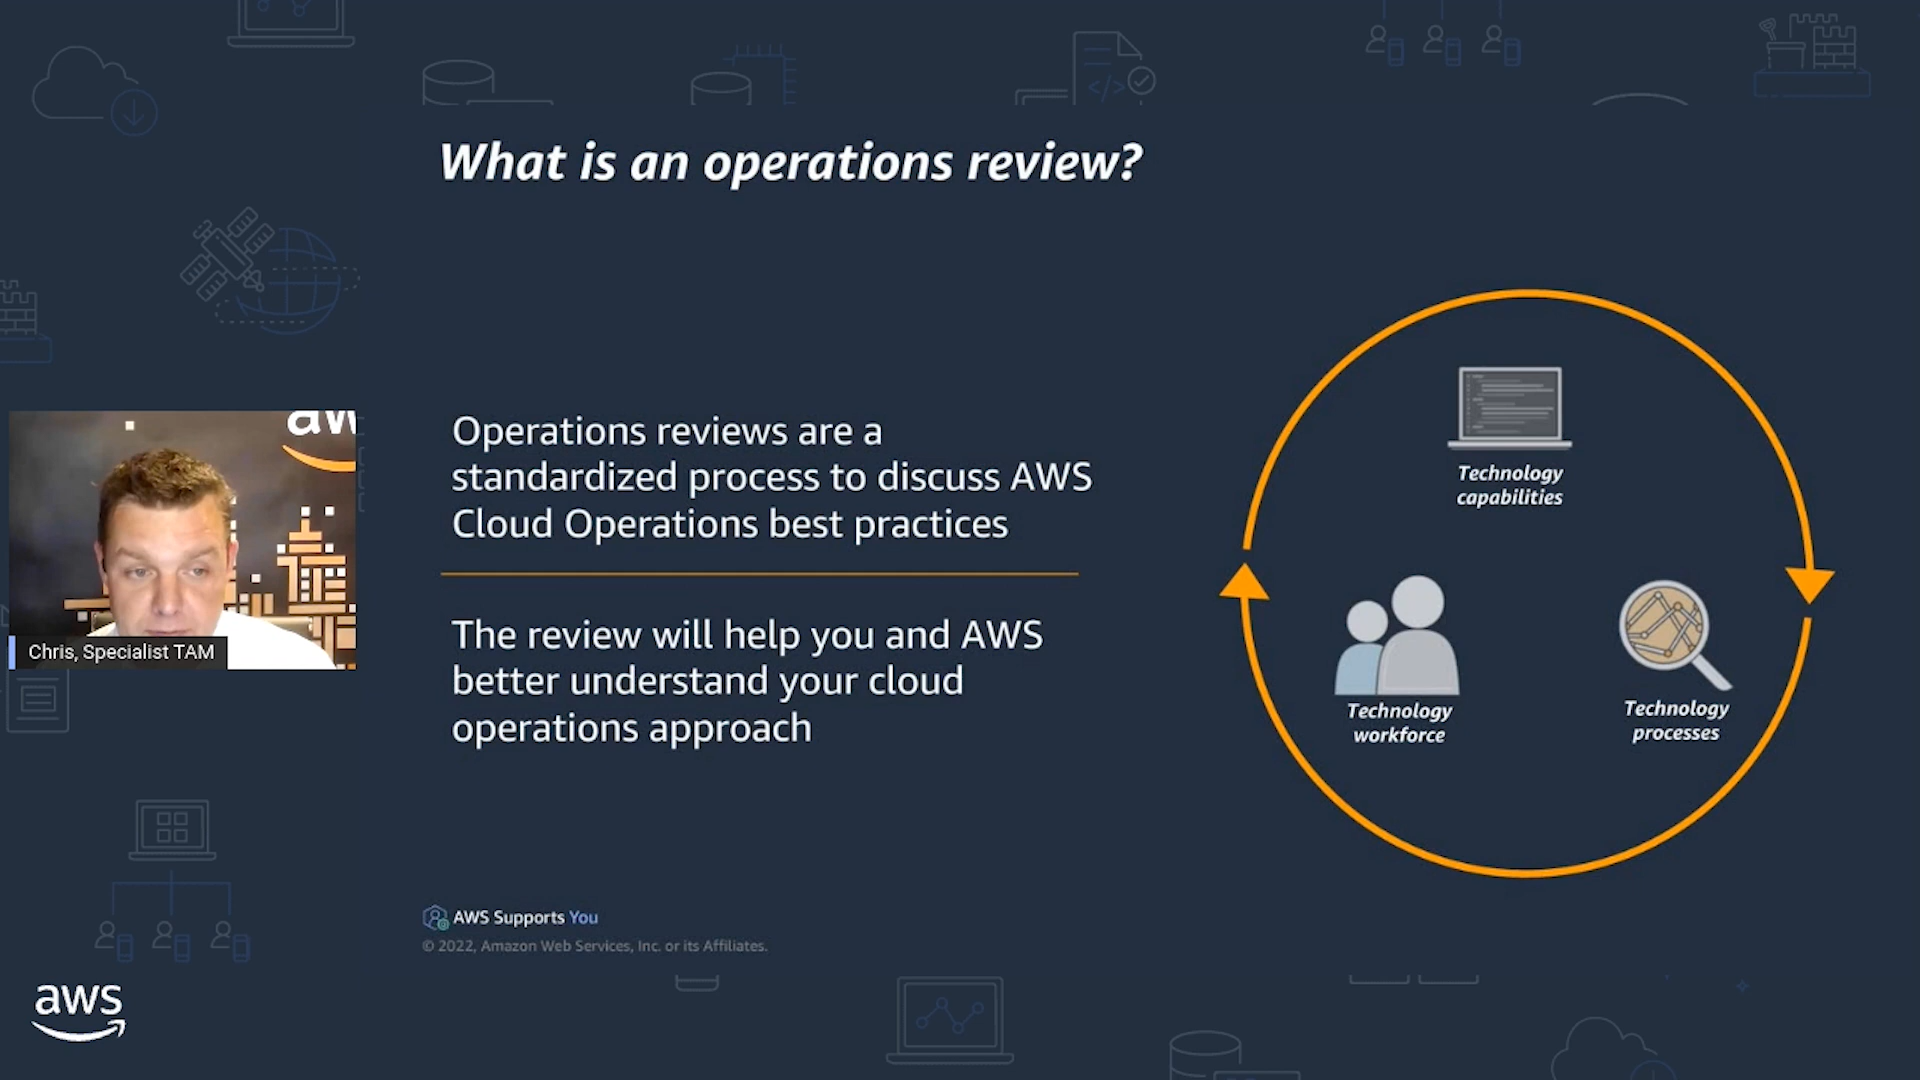 What is an operations review?
Operations reviews are a
standardized process to discuss AWS
Cloud Operations best practices
The review will help you and AWS
better understand your cloud
operations approach
Technology
capabilities
Technology
workforce
Technology
processes
aw
Chris, Specialist TAM
AWS Supports You
© 2022, Amazon Web Services, Inc. or its Affiliates.
aws